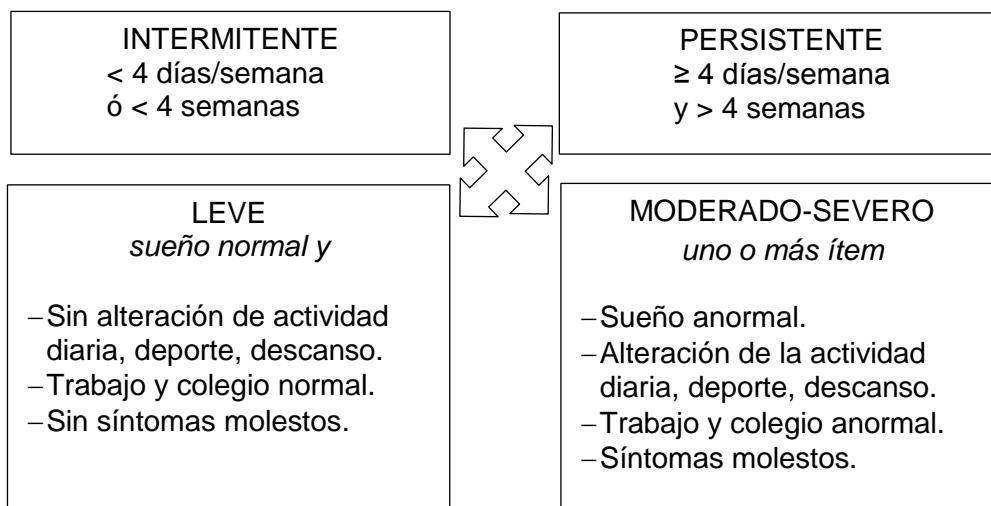 INTERMITENTE
< 4 días/semana
ó < 4 semanas
PERSISTENTE
≥ 4 días/semana
y > 4 semanas
LEVE
sueño normal y
–Sin alteración de actividad
diaria, deporte, descanso.
–Trabajo y colegio normal.
–Sin síntomas molestos.
MODERADO-SEVERO
uno o más ítem
–Sueño anormal.
–Alteración de la actividad
diaria, deporte, descanso.
–Trabajo y colegio anormal.
–Síntomas molestos.